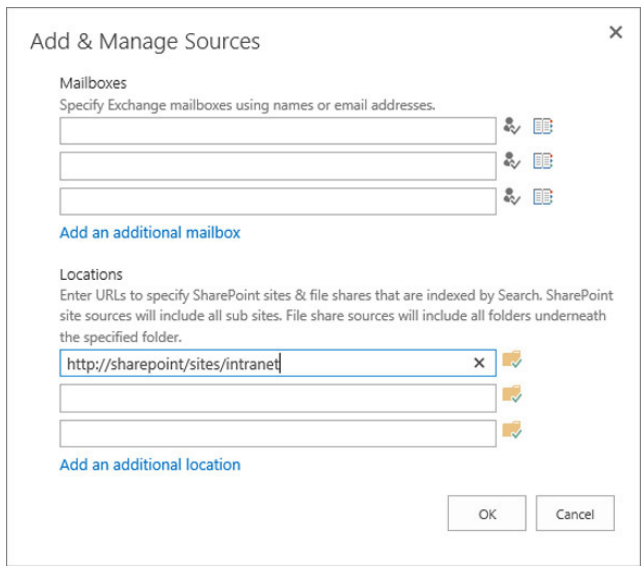 Add & Manage Sources
Mailboxes
Specify Exchange mailboxes using names or email addresses.
Add an additional mailbox
Locations
Enter URLs to specify SharePoint sites & file shares that are indexed by Search. SharePoint
site sources will include all sub sites. File share sources will include all folders underneath
the specified folder.
http://sharepoint/sites/intranet
Add an additional location
OK
Cancel